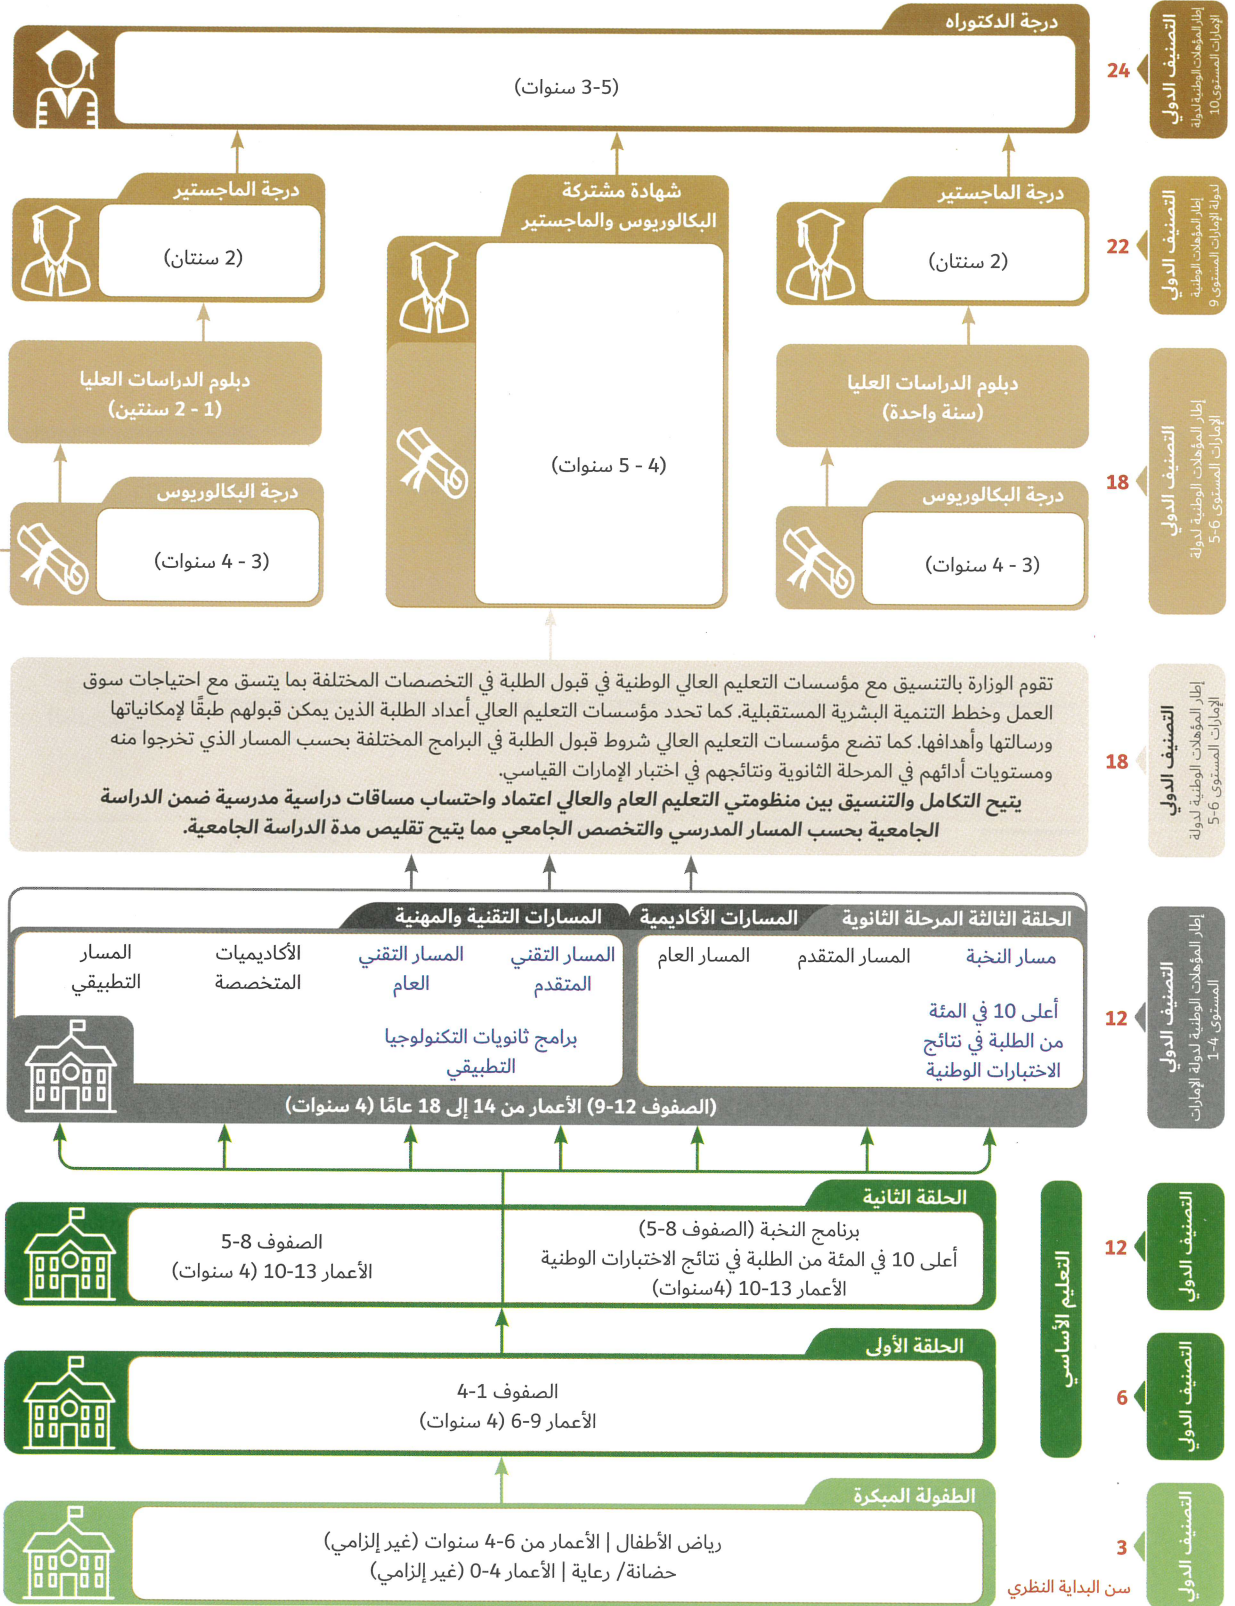 درجة الدكتوراه
(3-5 سنوات)
24
التصنيف الدولي
إطار المؤهلات الوطنية لدولة
الإمارات المستوى 10
درجة الماجستير
(2 سنتان)
شهادة مشتركة
البكالوريوس والماجستير
(4 - 5 سنوات)
درجة الماجستير
(2 سنتان)
22
التصنيف الدولي
إطار المؤهلات الوطنية
لدولة الإمارات المستوى 9
دبلوم الدراسات العليا
(سنة واحدة)
دبلوم الدراسات العليا
(1 - 2 سنتين)
درجة البكالوريوس
(3 - 4 سنوات)
درجة البكالوريوس
(3 - 4 سنوات)
18
التصنيف الدولي
إطار المؤهلات الوطنية لدولة
الإمارات المستوى 6-5
تقوم الوزارة بالتنسيق مع مؤسسات التعليم العالي الوطنية في قبول الطلبة في التخصصات المختلفة بما يتسق مع احتياجات سوق
العمل وخطط التنمية البشرية المستقبلية. كما تحدد مؤسسات التعليم العالي أعداد الطلبة الذين يمكن قبولهم طبقًا لإمكانياتها
ورسالتها وأهدافها. كما تضع مؤسسات التعليم العالي شروط قبول الطلبة في البرامج المختلفة بحسب المسار الذي تخرجوا منه
ومستويات أدائهم في المرحلة الثانوية ونتائجهم في اختبار الإمارات القياسي.
يتيح التكامل والتنسيق بين منظومتي التعليم العام والعالي اعتماد واحتساب مساقات دراسية مدرسية ضمن الدراسة
الجامعية بحسب المسار المدرسي والتخصص الجامعي مما يتيح تقليص مدة الدراسة الجامعية.
18
التصنيف الدولي
إطار المؤهلات الوطنية لدولة
الإمارات المستوى 6-5
الحلقة الثالثة المرحلة الثانوية
المسارات الأكاديمية
المسارات التقنية والمهنية
مسار النخبة
المسار المتقدم
المسار العام
أعلى 10 في المئة
من الطلبة في نتائج
الاختبارات الوطنية
المسار التقني
المتقدم
المسار التقني
العام
الأكاديميات
المتخصصة
المسار
التطبيقي
برامج ثانويات التكنولوجيا
التطبيقي
(الصفوف 12-9) الأعمار من 14 إلى 18 عامًا (4 سنوات)
12
التصنيف الدولي
إطار المؤهلات الوطنية لدولة الإمارات
المستوى 4-1
التعليم الأساسي
الحلقة الثانية
برنامج النخبة (الصفوف 8-5)
أعلى 10 في المئة من الطلبة في نتائج الاختبارات الوطنية
الأعمار 13-10 (4سنوات)
الصفوف 8-5
الأعمار 13-10 (4 سنوات)
12
التصنيف الدولي
الحلقة الأولى
الصفوف 1-4
الأعمار 9-6 (4 سنوات)
6
التصنيف الدولي
الطفولة المبكرة
رياض الأطفال | الأعمار من 6-4 سنوات (غير إلزامي)
حضانة/ رعاية | الأعمار 4-0 (غير إلزامي)
3
سن البداية النظري
التصنيف الدولي